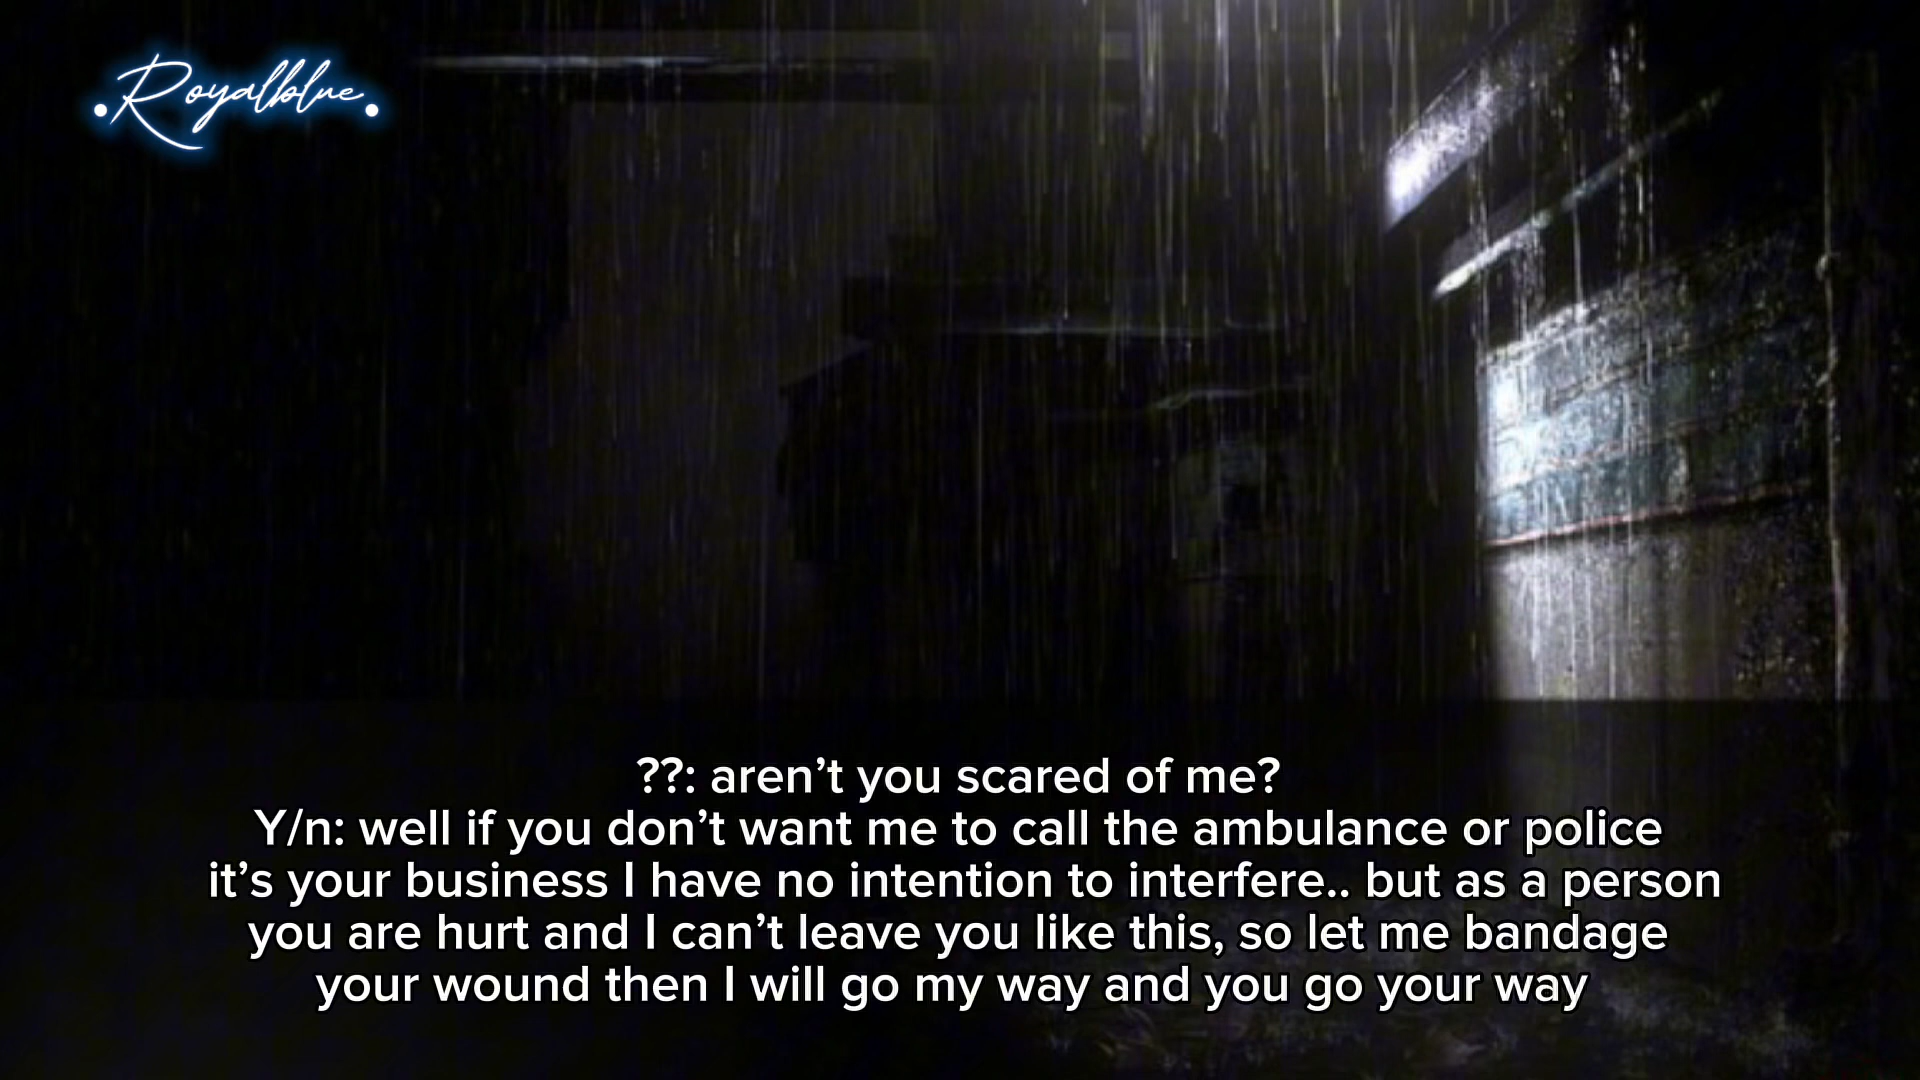 Royalblue
??: aren’t you scared of me?
Y/n: well if you don’t want me to call the ambulance or police
it’s your business I have no intention to interfere.. but as a person
you are hurt and I can’t leave you like this, so let me bandage
your wound then I will go my way and you go your way